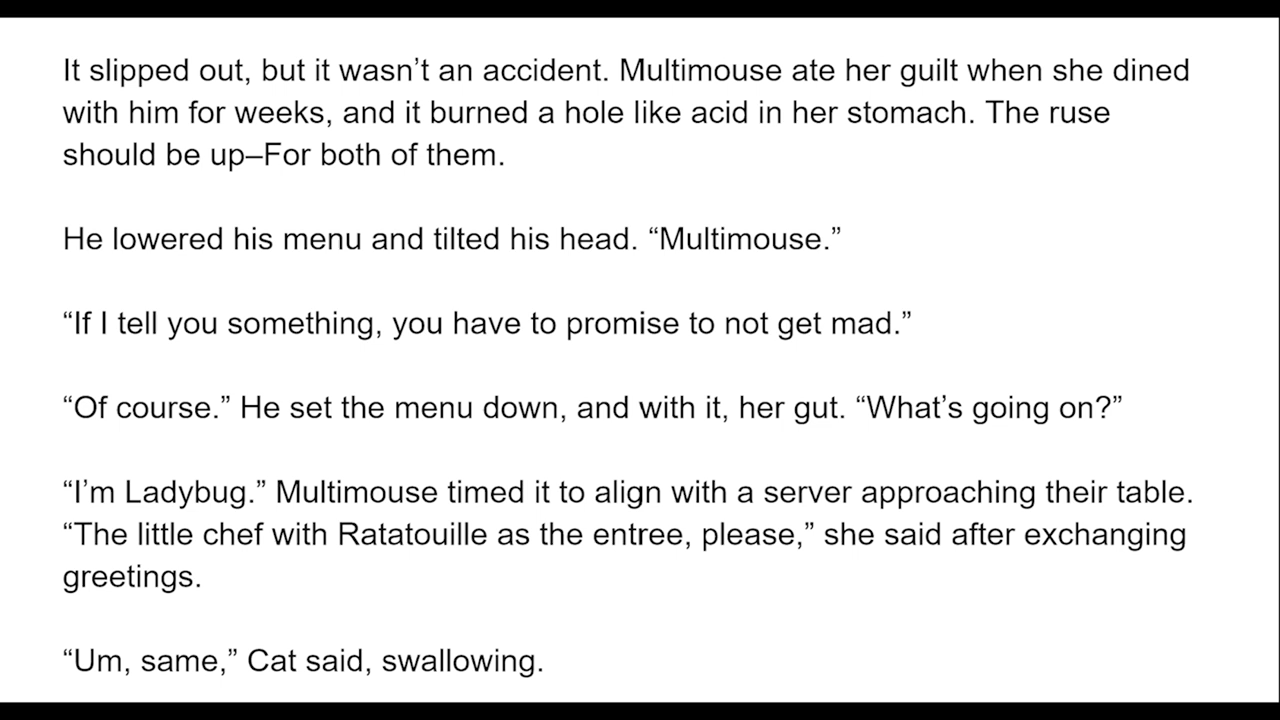 It slipped out, but it wasn’t an accident. Multimouse ate her guilt when she dined
with him for weeks, and it burned a hole like acid in her stomach. The ruse
should be up–For both of them.
He lowered his menu and tilted his head. “Multimouse.”
“If I tell you something, you have to promise to not get mad.”
“Of course.” He set the menu down, and with it, her gut. “What’s going on?”
“I’m Ladybug.” Multimouse timed it to align with a server approaching their table.
“The little chef with Ratatouille as the entree, please,” she said after exchanging
greetings.
“Um, same,” Cat said, swallowing.